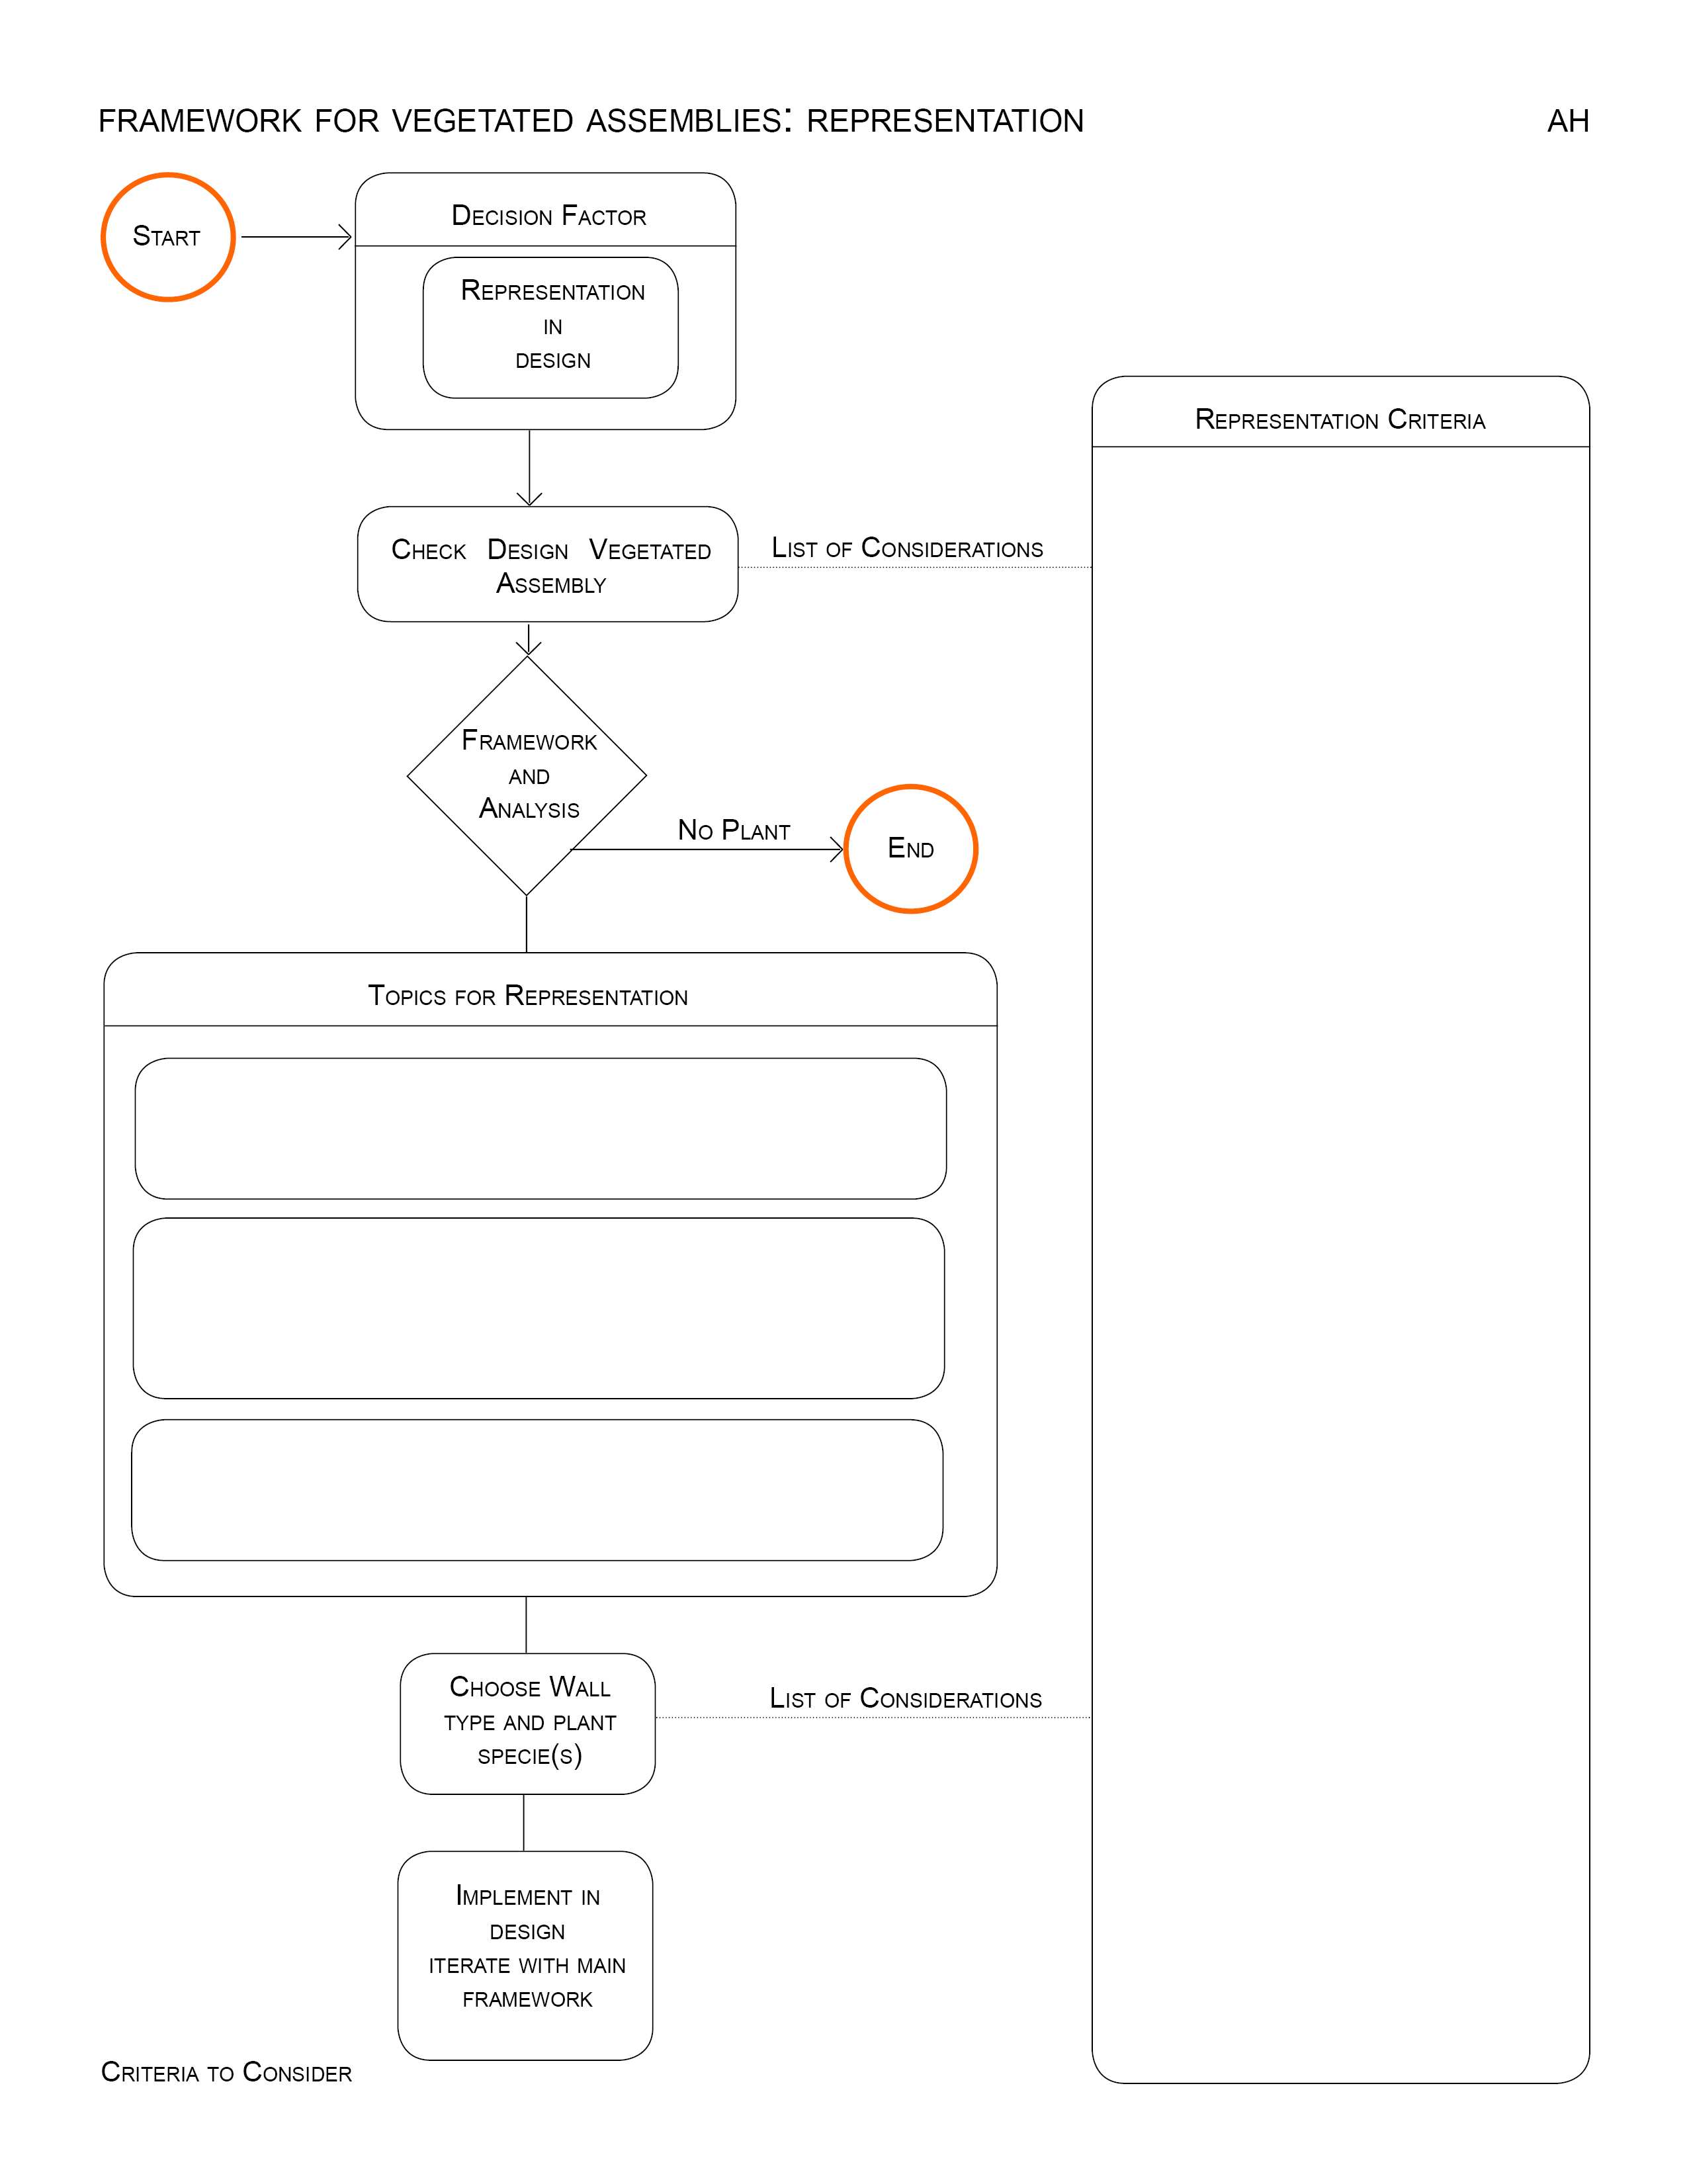 FRAMEWORK FOR VEGETATED ASSEMBLIES: REPRESENTATION AH
START
DECISION FACTOR
REPRESENTATION
IN
DESIGN
REPRESENTATION CRITERIA
CHECK DESIGN VEGETATED
ASSEMBLY
LIST OF CONSIDERATIONS
FRAMEWORK
AND
ANALYSIS
NO PLANT
END
TOPICS FOR REPRESENTATION
CHOOSE WALL
TYPE AND PLANT
SPECIE(S)
LIST OF CONSIDERATIONS
IMPLEMENT IN
DESIGN
ITERATE WITH MAIN
FRAMEWORK
CRITERIA TO CONSIDER